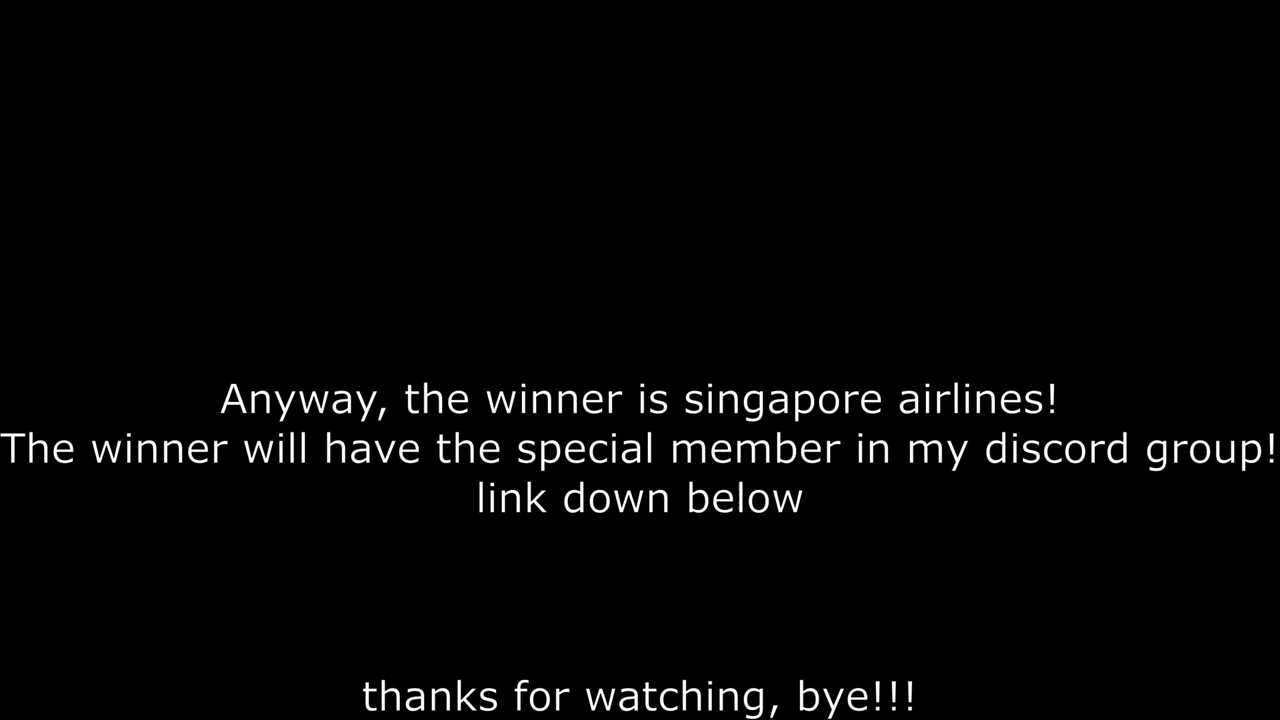 Anyway, the winner is singapore airlines!
The winner will have the special member in my discord group!
link down below
thanks for watching, bye!!!